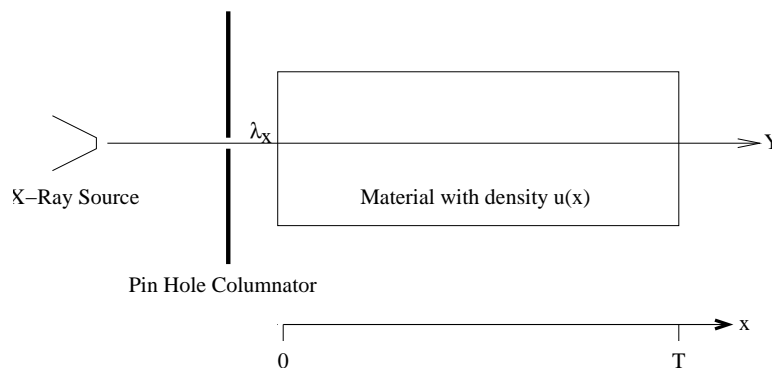 λx
Y
X–Ray Source
Material with density u(x)
Pin Hole Columnator
x
0
T